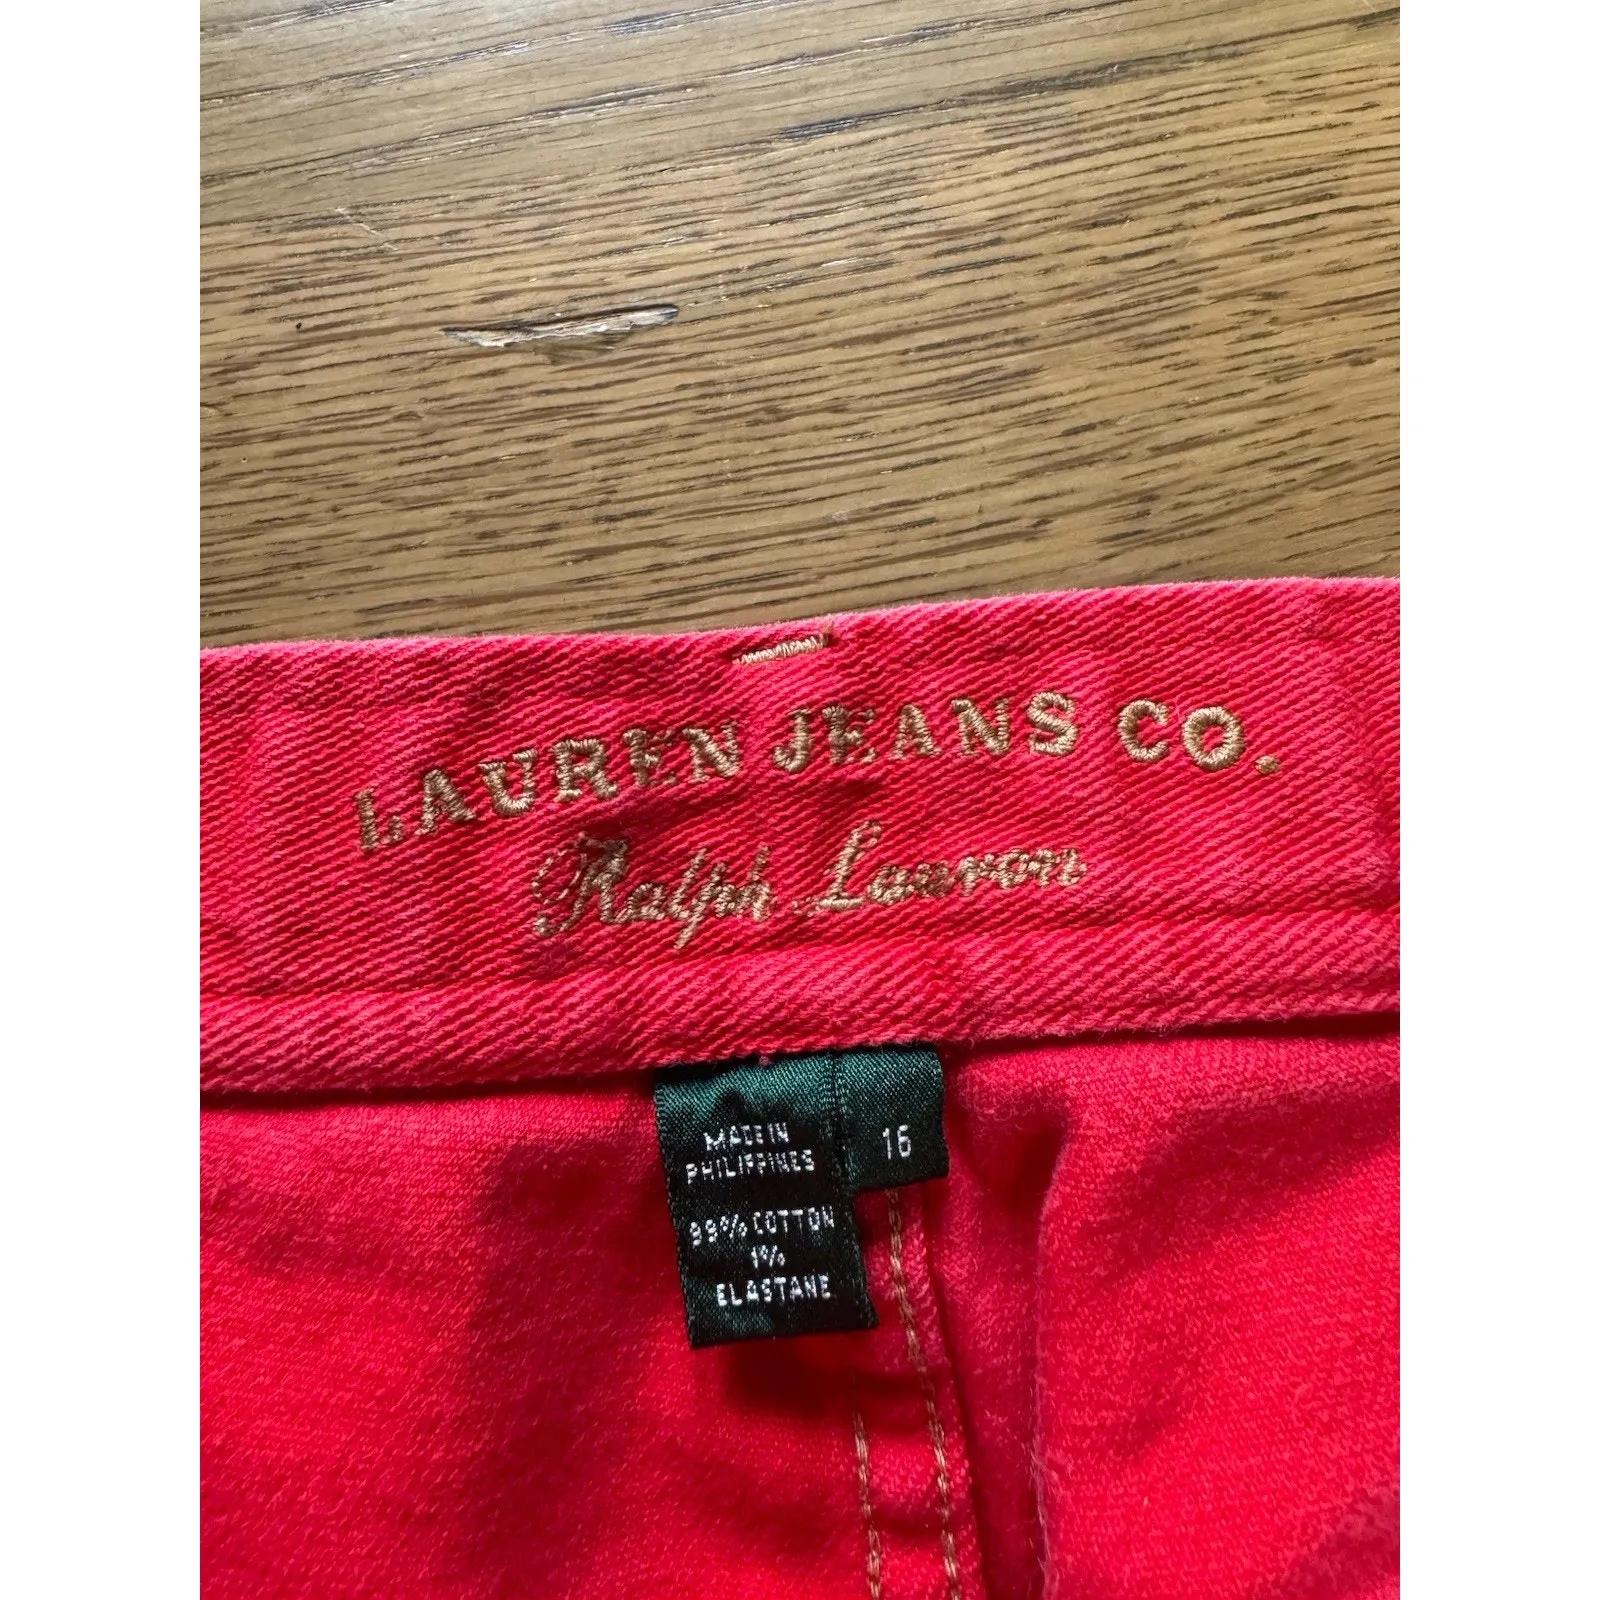 LAUREN JEANS CO.
Ralph Lauren
MADE IN
PHILIPPINES
16
99% COTTON
1%
ELASTANE